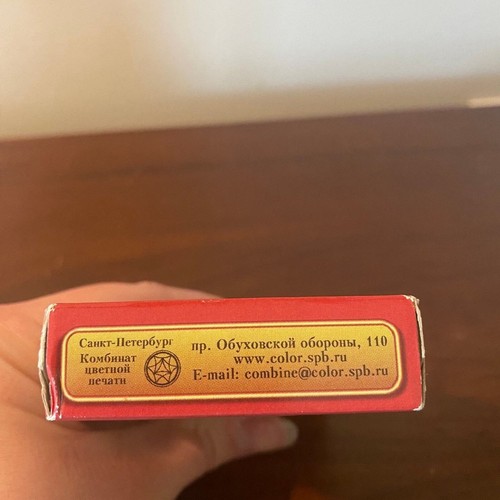 Санкт-Петербург
Комбинат
цветной
печати
пр. Обуховской обороны, 110
www.color.spb.ru
E-mail: combine@color.spb.ru